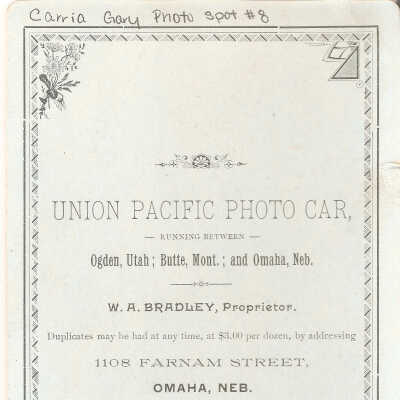 Carria Gary Photo Spot #8
UNION PACIFIC PHOTO CAR,
— RUNNING BETWEEN —
Ogden, Utah; Butte, Mont.; and Omaha, Neb.
W. A. BRADLEY, Proprietor.
Duplicates may be had at any time, at $3.00 per dozen, by addressing
1108 FARNAM STREET,
OMAHA, NEB.